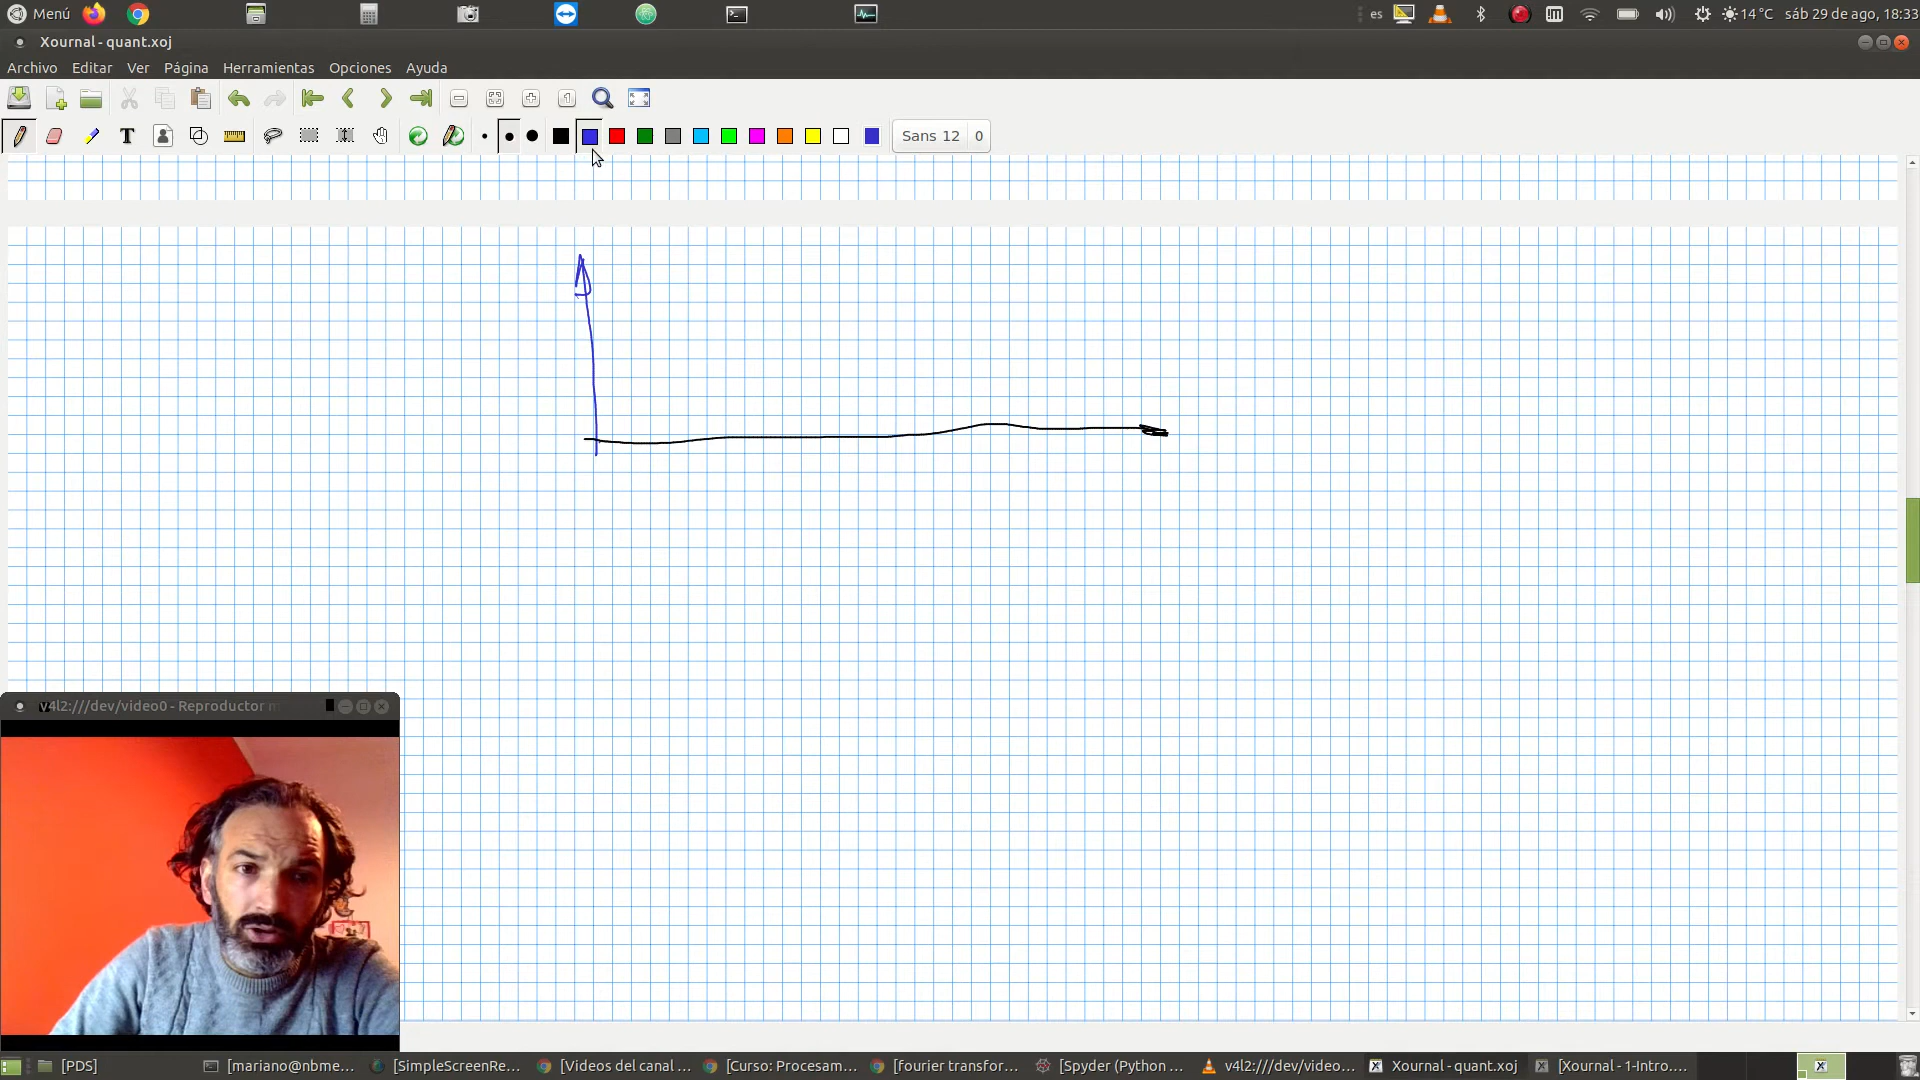 Menú
es
14 °C
sáb 29 de ago, 18:33
Xournal - quant.xoj
Archivo Editar Ver Página Herramientas Opciones Ayuda
Sans 12 0
v4l2:///dev/video0 - Reproductor m
[PDS]
[mariano@nbme...
[SimpleScreenRe...
[Videos del canal ...
[Curso: Procesam...
[fourier transfor...
[Spyder (Python ...
v4l2:///dev/video...
Xournal - quant.xoj
[Xournal - 1-Intro....